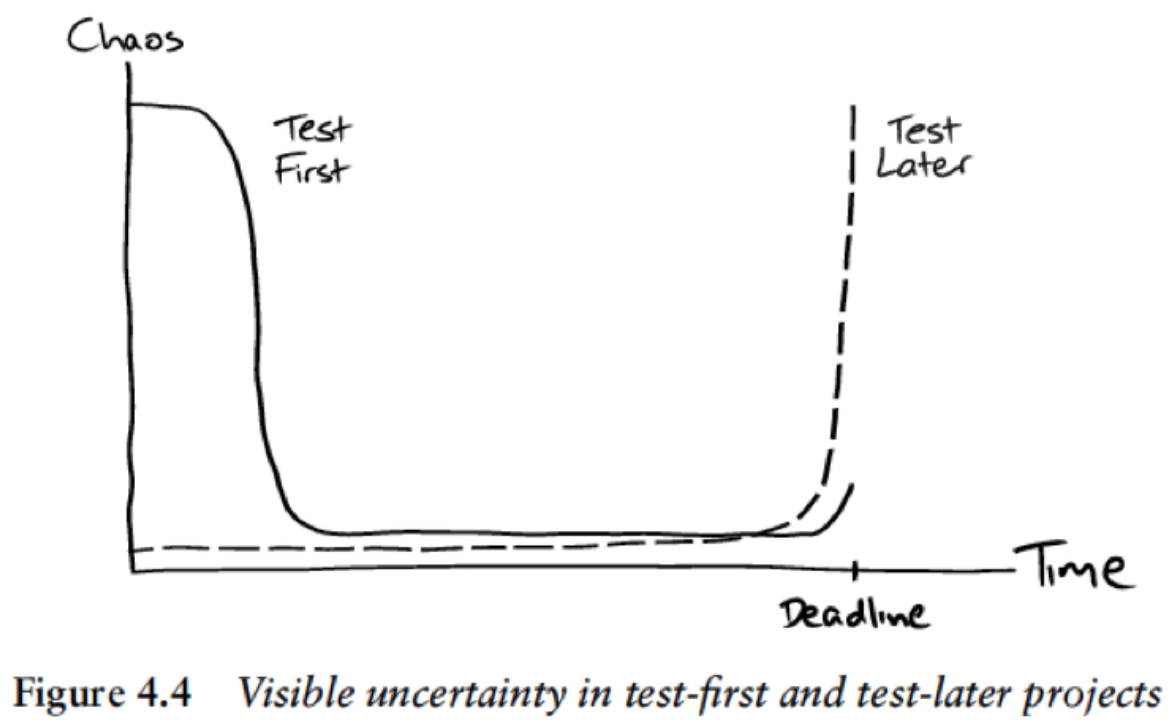 Chaos
Test
First
Test
Later
Time
Deadline
Figure 4.4 Visible uncertainty in test-first and test-later projects